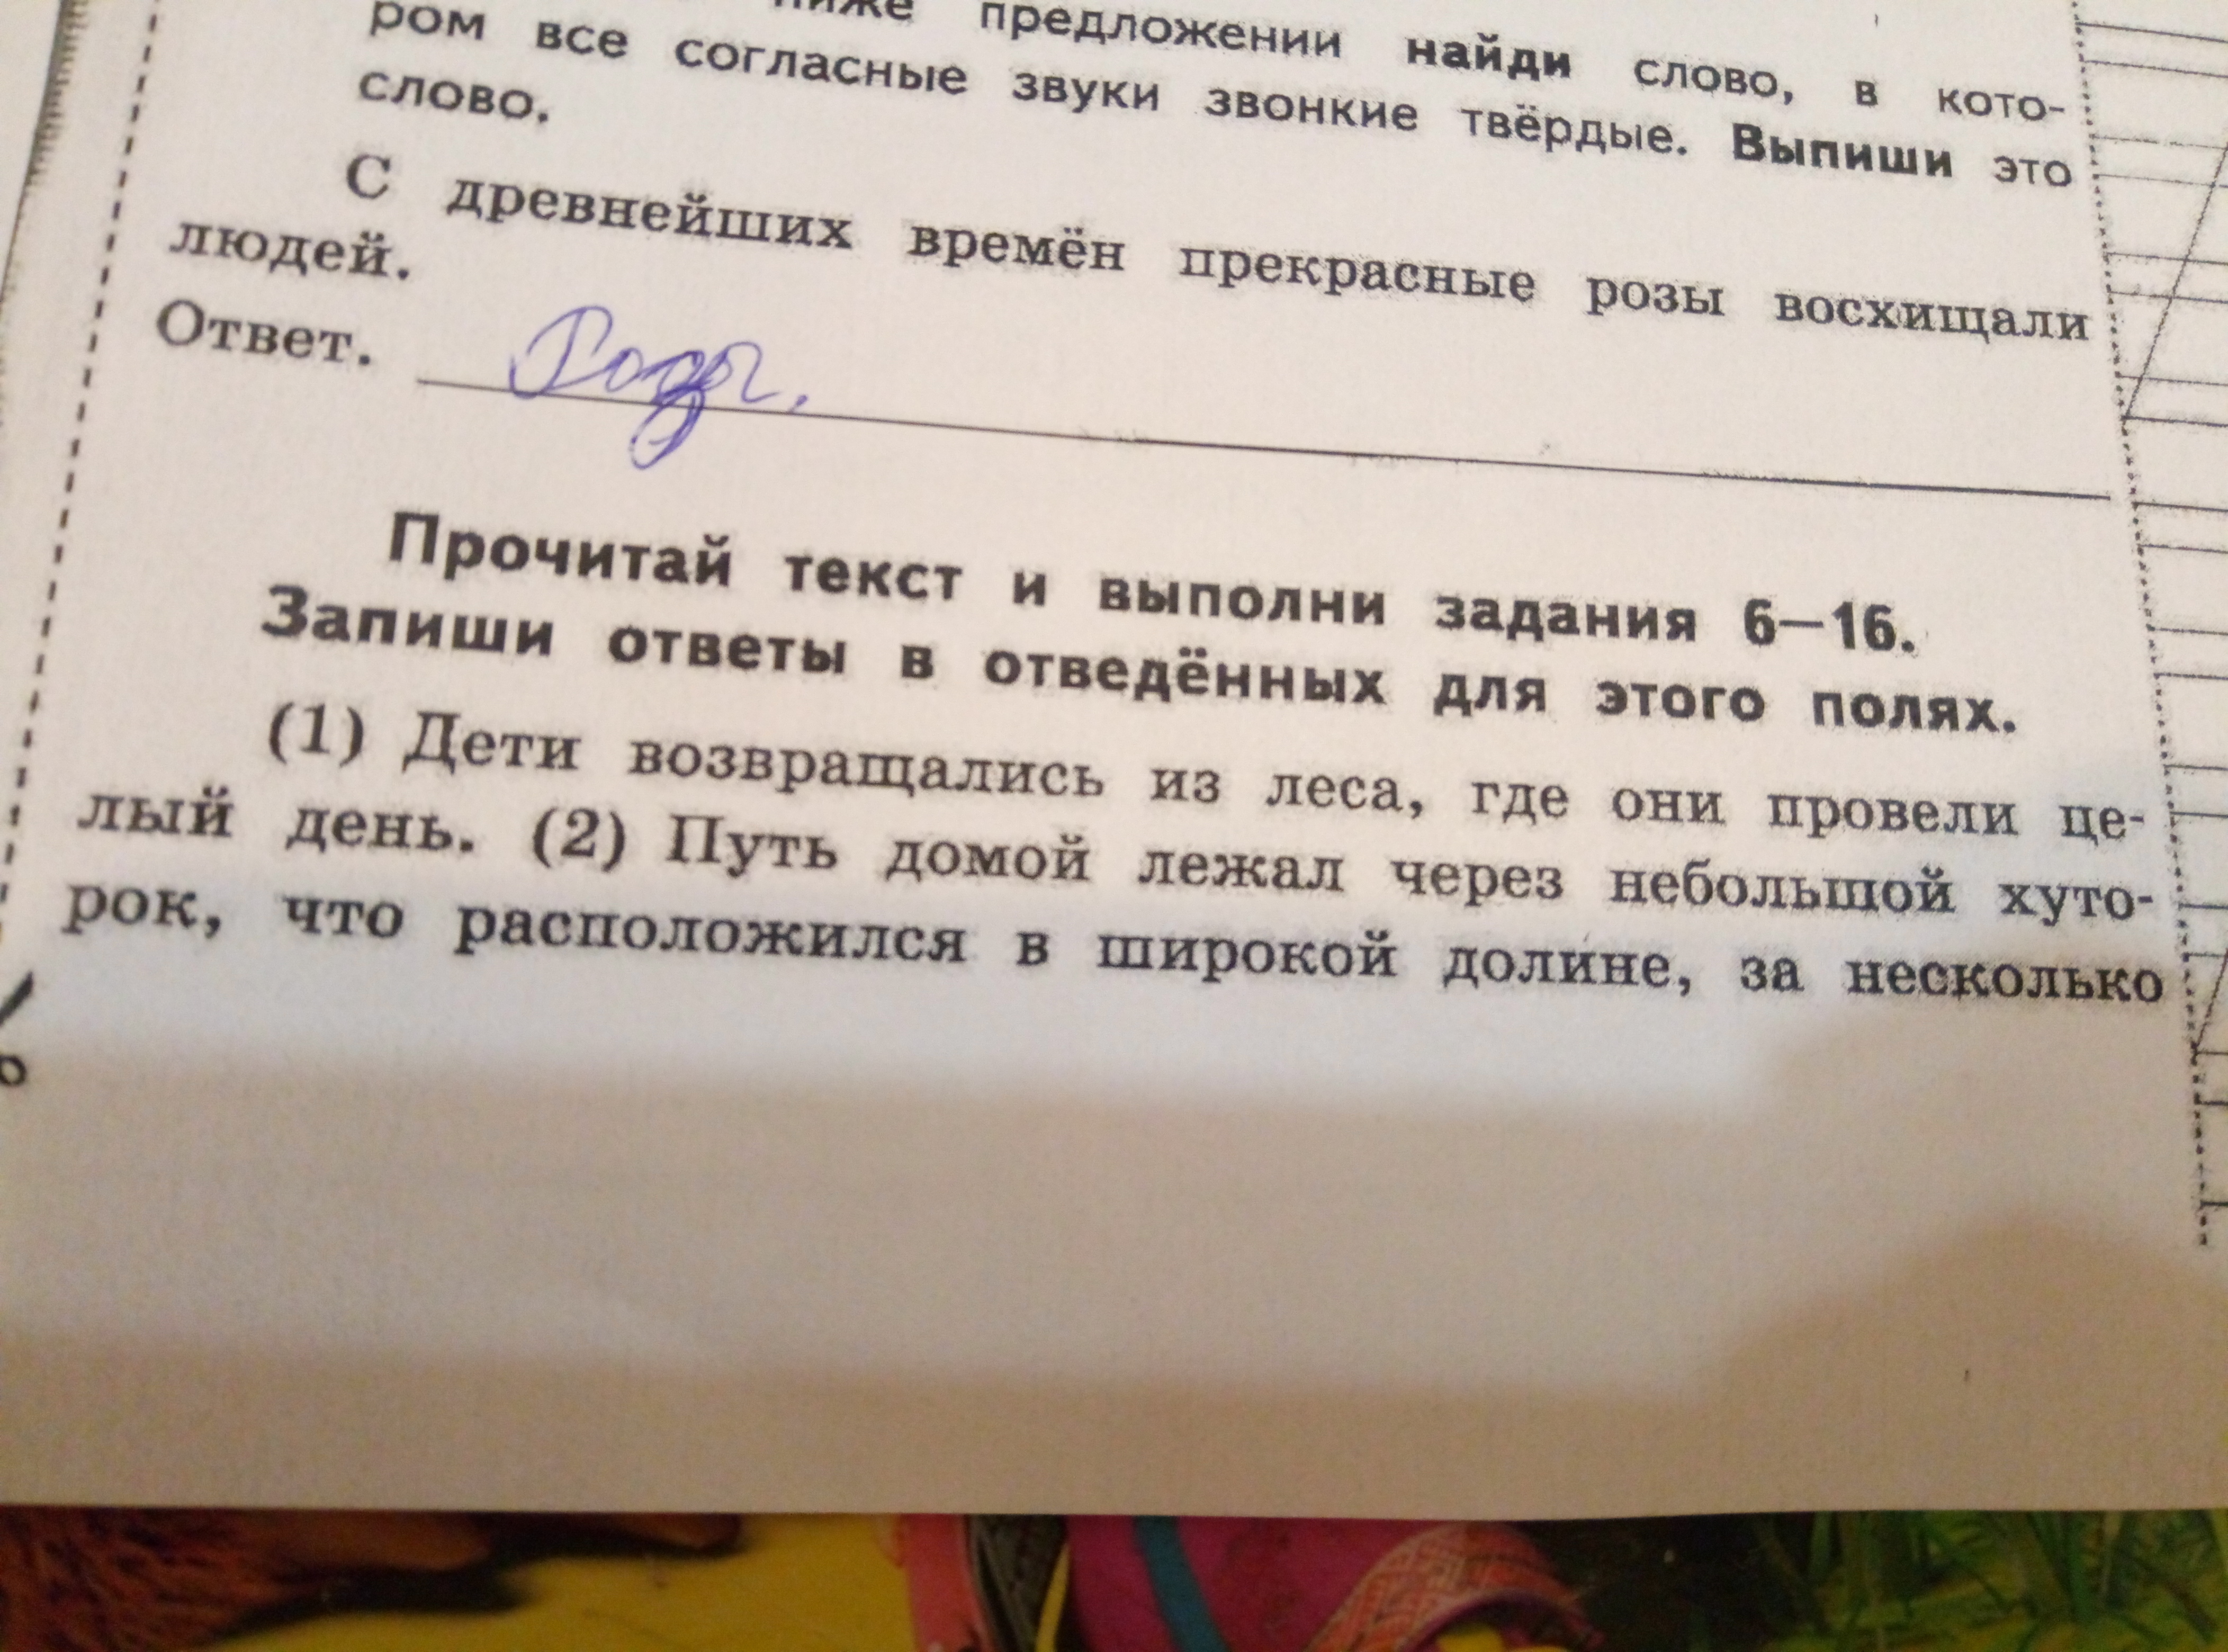 ниже предложении найди слово, в кото-
ром все согласные звуки звонкие твёрдые. Выпиши это
слово.
С древнейших времён прекрасные розы восхищали
людей.
Ответ. Розы.
Прочитай текст и выполни задания 6—16.
Запиши ответы в отведённых для этого полях.
(1) Дети возвращались из леса, где они провели це-
лый день. (2) Путь домой лежал через небольшой хуто-
рок, что расположился в широкой долине, за несколько